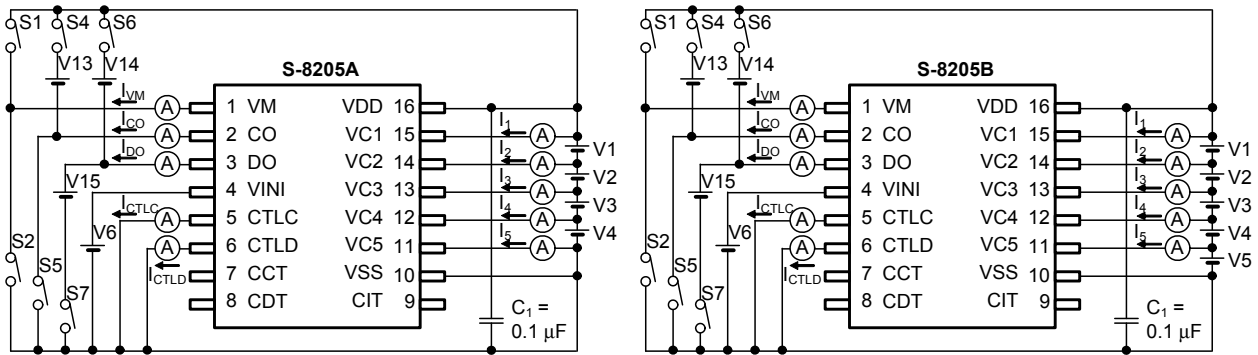 S1 S4 S6
V13 V14
S-8205A
I_VM A 1 VM VDD 16
I_CO A 2 CO VC1 15 I_1 A
I_DO A 3 DO VC2 14 I_2 A V1
V15 4 VINI VC3 13 I_3 A V2
I_CTLC A 5 CTLC VC4 12 I_4 A V3
S2 V6 A 6 CTLD VC5 11 I_5 A V4
S5 I_CTLD 7 CCT VSS 10
S7 8 CDT CIT 9
C_1 =
0.1 μF
S1 S4 S6
V13 V14
S-8205B
I_VM A 1 VM VDD 16
I_CO A 2 CO VC1 15 I_1 A
I_DO A 3 DO VC2 14 I_2 A V1
V15 4 VINI VC3 13 I_3 A V2
I_CTLC A 5 CTLC VC4 12 I_4 A V3
S2 V6 A 6 CTLD VC5 11 I_5 A V4
S5 I_CTLD 7 CCT VSS 10 V5
S7 8 CDT CIT 9
C_1 =
0.1 μF